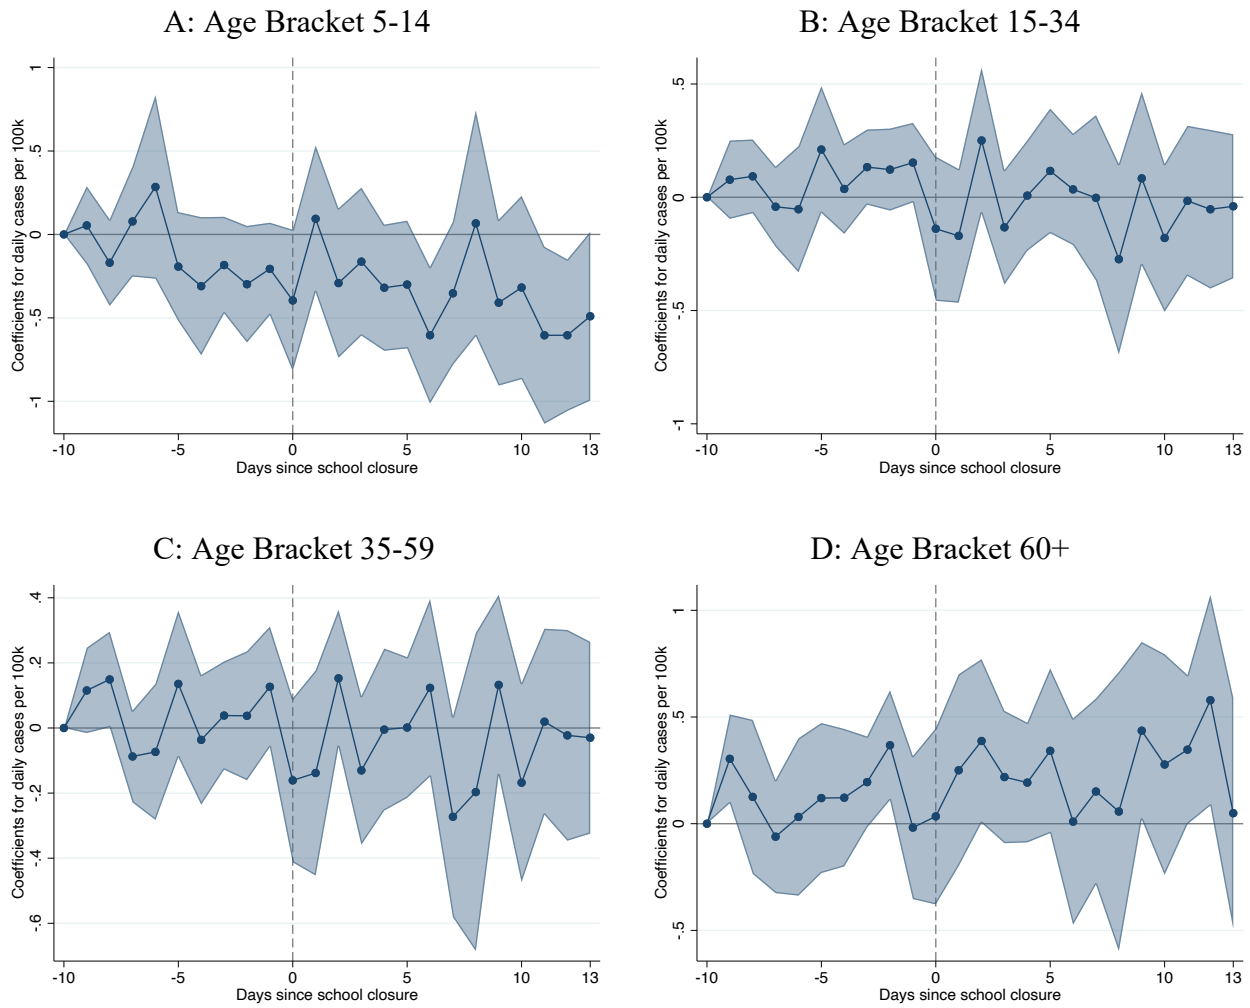 A: Age Bracket 5-14
Coefficients for daily cases per 100k
1
.5
0
-.5
-1
-10 -5 0 5 10 13
Days since school closure
B: Age Bracket 15-34
Coefficients for daily cases per 100k
.5
0
-.5
-1
-10 -5 0 5 10 13
Days since school closure
C: Age Bracket 35-59
Coefficients for daily cases per 100k
.4
.2
0
-.2
-.4
-.6
-10 -5 0 5 10 13
Days since school closure
D: Age Bracket 60+
Coefficients for daily cases per 100k
1
.5
0
-.5
-10 -5 0 5 10 13
Days since school closure